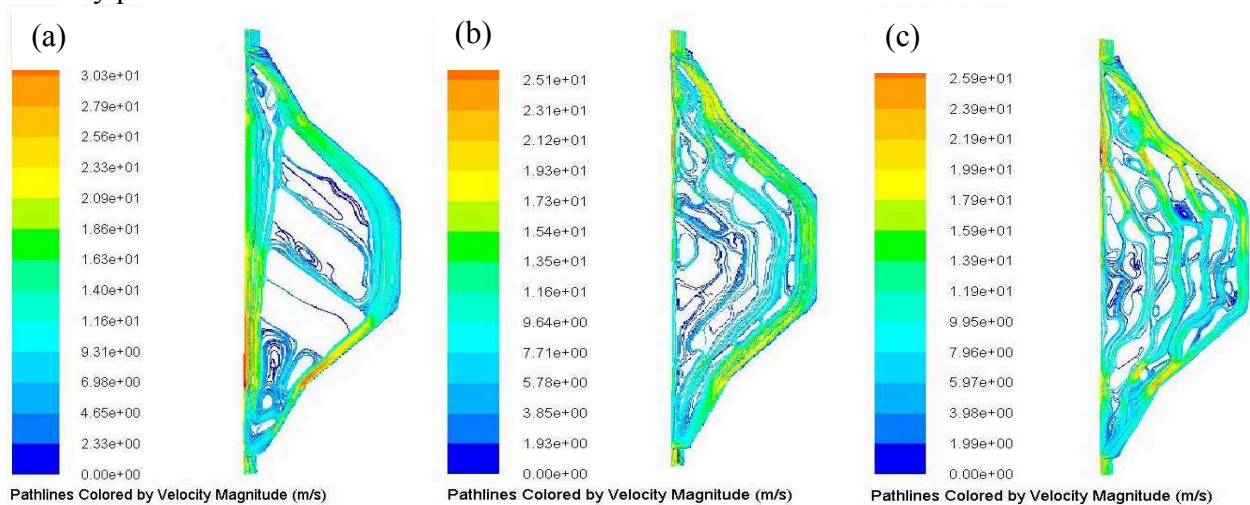 (a)
3.03e+01
2.79e+01
2.56e+01
2.33e+01
2.09e+01
1.86e+01
1.63e+01
1.40e+01
1.16e+01
9.31e+00
6.98e+00
4.65e+00
2.33e+00
0.00e+00
Pathlines Colored by Velocity Magnitude (m/s)
(b)
2.51e+01
2.31e+01
2.12e+01
1.93e+01
1.73e+01
1.54e+01
1.35e+01
1.16e+01
9.64e+00
7.71e+00
5.78e+00
3.85e+00
1.93e+00
0.00e+00
Pathlines Colored by Velocity Magnitude (m/s)
(c)
2.59e+01
2.39e+01
2.19e+01
1.99e+01
1.79e+01
1.59e+01
1.39e+01
1.19e+01
9.95e+00
7.96e+00
5.97e+00
3.98e+00
1.99e+00
0.00e+00
Pathlines Colored by Velocity Magnitude (m/s)